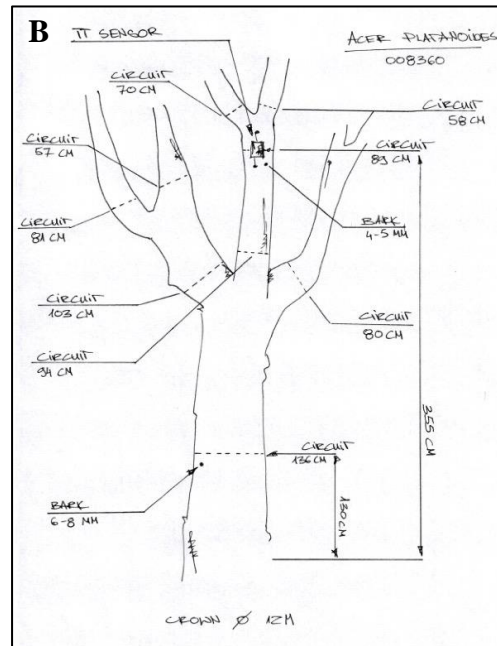 B
TT SENSOR
ACER PLATANOIDES
008360
CIRCUIT
70 CM
CIRCUIT
58 CM
CIRCUIT
57 CM
CIRCUIT
89 CM
CIRCUIT
81 CM
BARK
4-5 MM
CIRCUIT
103 CM
CIRCUIT
80 CM
CIRCUIT
94 CM
355 CM
CIRCUIT
136 CM
130 CM
BARK
6-8 MM
CROWN Ø 12M